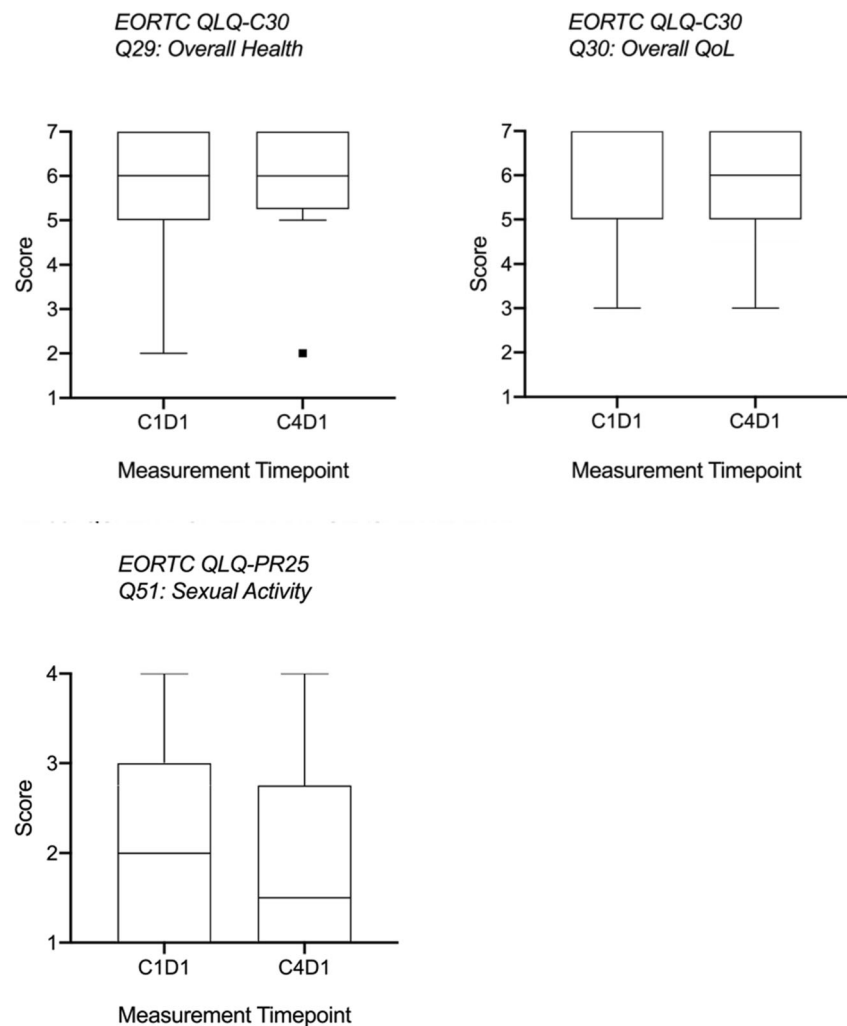 EORTC QLQ-C30
Q29: Overall Health
7
6
5
4
3
2
1
Score
C1D1 C4D1
Measurement Timepoint
EORTC QLQ-C30
Q30: Overall QoL
7
6
5
4
3
2
1
Score
C1D1 C4D1
Measurement Timepoint
EORTC QLQ-PR25
Q51: Sexual Activity
4
3
2
1
Score
C1D1 C4D1
Measurement Timepoint